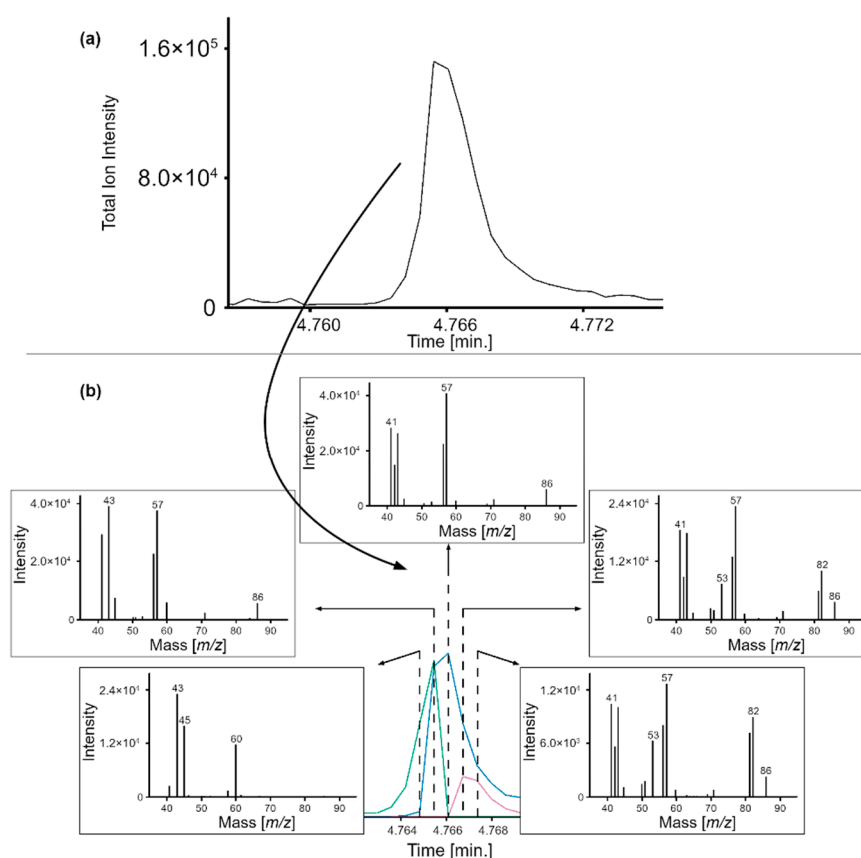 (a)
1.6×10⁵
8.0×10⁴
0
Total Ion Intensity
4.760 4.766 4.772
Time [min.]
(b)
4.0×10⁴
2.0×10⁴
0
Intensity
41 57 86
40 50 60 70 80 90
Mass [m/z]
4.0×10⁴
2.0×10⁴
0
Intensity
43 57 86
40 50 60 70 80 90
Mass [m/z]
2.4×10⁴
1.2×10⁴
0
Intensity
41 53 57 82 86
40 50 60 70 80 90
Mass [m/z]
2.4×10⁴
1.2×10⁴
0
Intensity
43 45 60
40 50 60 70 80 90
Mass [m/z]
1.2×10⁴
6.0×10³
0
Intensity
41 53 57 82 86
40 50 60 70 80 90
Mass [m/z]
4.764 4.766 4.768
Time [min.]